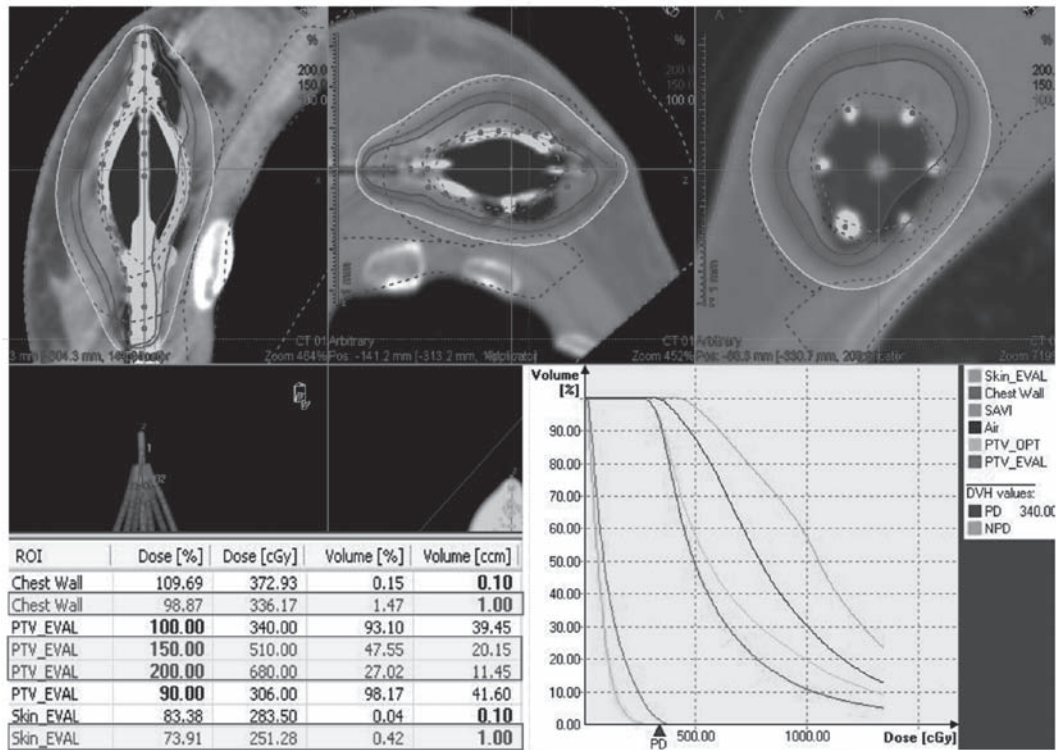 %
200.0
150.0
100.0
x
CT 01
Zoom 464%
A
%
200.0
150.0
100.0
z
Arbitrary
Pos: -141.2 mm [-313.2 mm,
CT 01
Zoom 452%
A
%
200.0
150.0
100.0
Arbitrary
Zoom 719%
z
1
ROI Dose [%] Dose [cGy] Volume [%] Volume [ccm]
Chest Wall 109.69 372.93 0.15 0.10
Chest Wall 98.87 336.17 1.47 1.00
PTV_EVAL 100.00 340.00 93.10 39.45
PTV_EVAL 150.00 510.00 47.55 20.15
PTV_EVAL 200.00 680.00 27.02 11.45
PTV_EVAL 90.00 306.00 98.17 41.60
Skin_EVAL 83.38 283.50 0.04 0.10
Skin_EVAL 73.91 251.28 0.42 1.00
Volume
[%]
90.00
80.00
70.00
60.00
50.00
40.00
30.00
20.00
10.00
0.00
PD
500.00
1000.00
Dose [cGy]
Skin_EVAL
Chest Wall
SAVI
Air
PTV_OPT
PTV_EVAL
DVH values:
PD 340.00
NPD